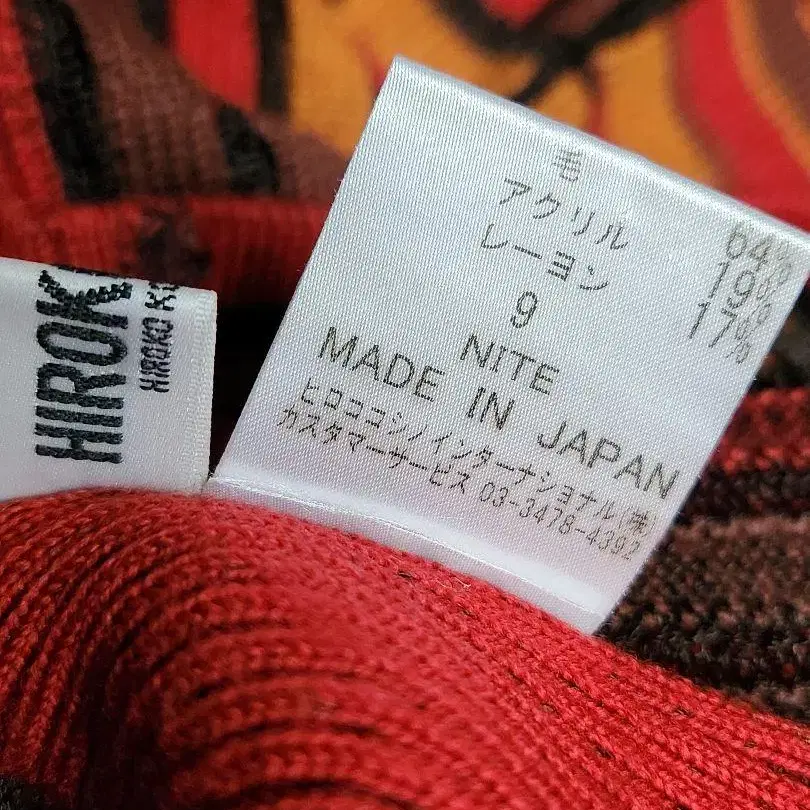 HIROK
HIROKO K
毛 64%
アクリル 19%
レーヨン 17%
9
NITE
MADE IN JAPAN
ヒロココシノインターナショナル(株)
カスタマーサービス 03-3478-4392